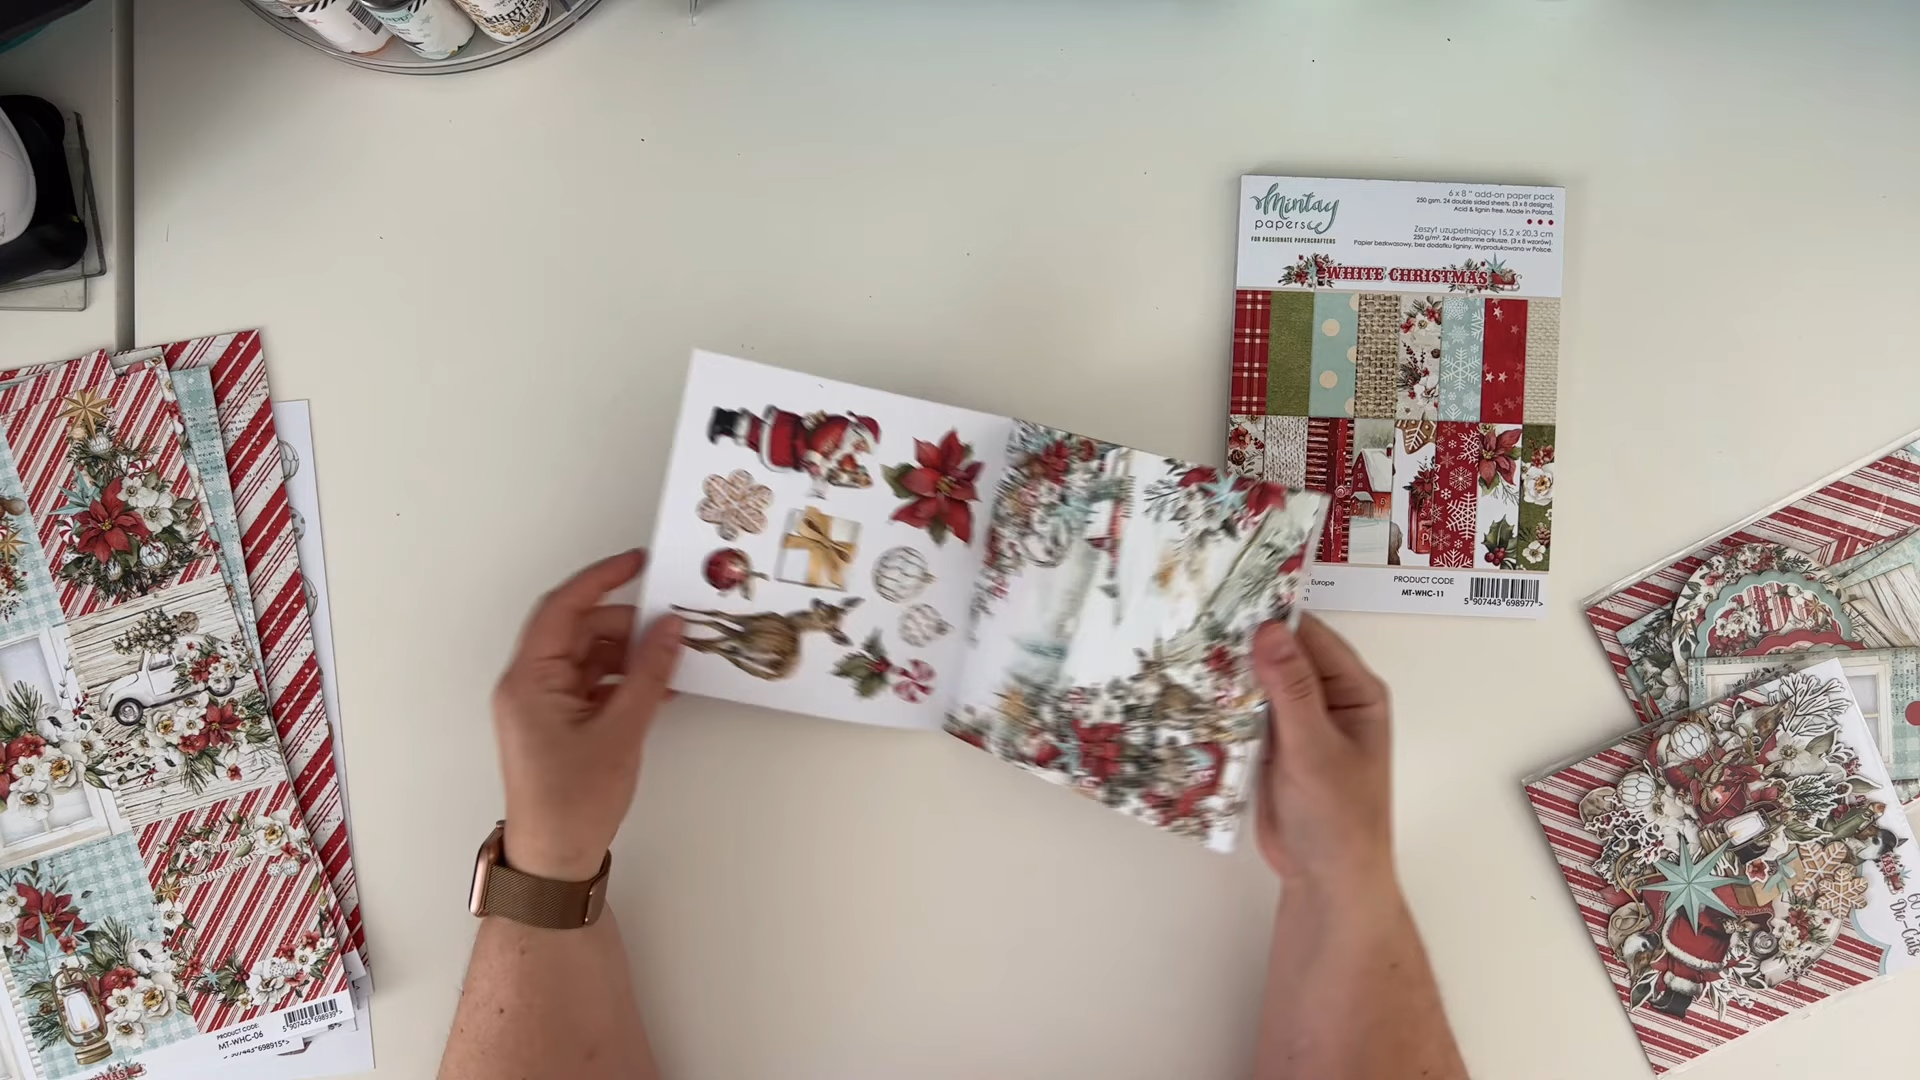 Mintay
papers
FOR PASSIONATE PAPERCRAFTERS
6 x 8 " add-on paper pack
250 gsm. 24 double sided sheets. (3 x 8 designs).
Acid & lignin free. Made in Poland.
Zeszyt uzupełniający 15,2 x 20,3 cm
250 g/m². 24 dwustronne arkusze. (3 x 8 wzorów).
Papier bezkwasowy, bez dodatku ligniny. Wyprodukowano w Polsce.
WHITE CHRISTMAS
Europe
PRODUCT CODE
MT-WHC-11
5 907443 698977 >
MERRY
CHRISTMAS
PRODUCT CODE:
MT-WHC-06
5 907443 698939 >
907443 698915 >
60
Die-Cuts